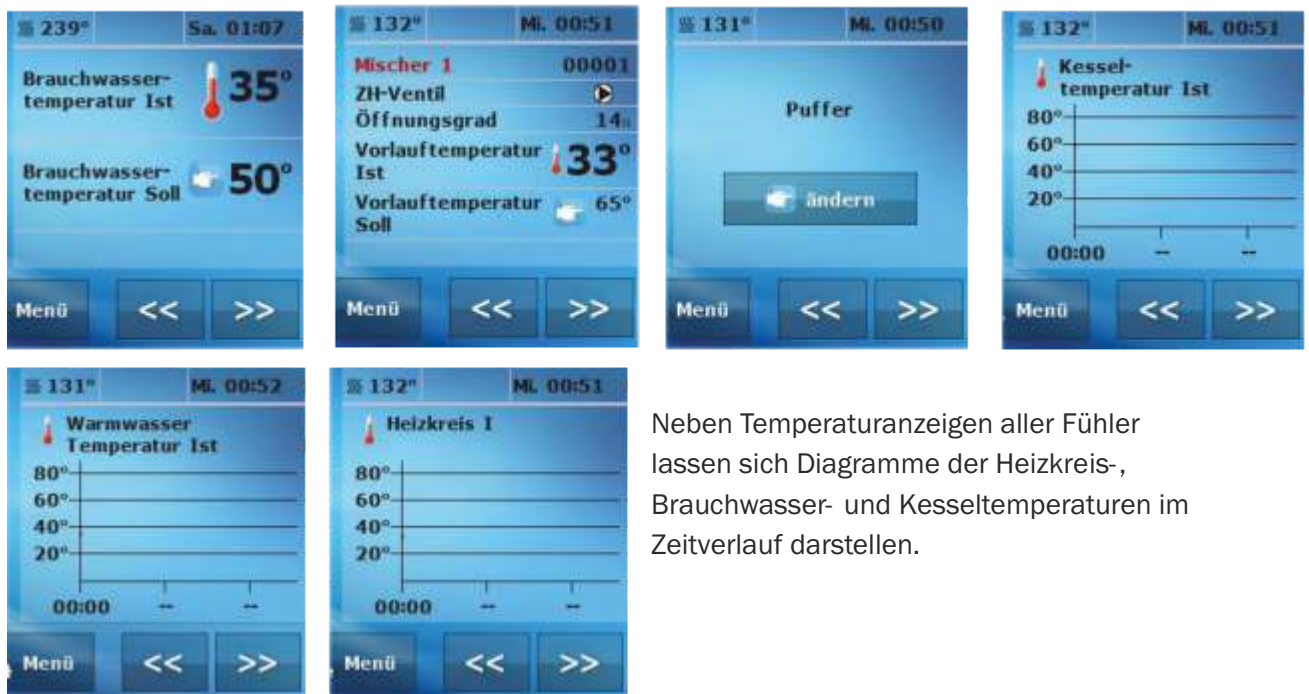 239° Sa. 01:07
Brauchwasser-
temperatur Ist 35°
Brauchwasser-
temperatur Soll 50°
Menü << >>
132° Mi. 00:51
Mischer 1 00001
ZH-Ventil
Öffnungsgrad 14
Vorlauftemperatur
Ist 33°
Vorlauftemperatur 65°
Soll
Menü << >>
131° Mi. 00:50
Puffer
ändern
Menü << >>
132° Mi. 00:51
Kessel-
temperatur Ist
80°
60°
40°
20°
00:00 -- --
Menü << >>
131° Mi. 00:52
Warmwasser
Temperatur Ist
80°
60°
40°
20°
00:00 -- --
Menü << >>
132° Mi. 00:51
Heizkreis 1
80°
60°
40°
20°
00:00 -- --
Menü << >>
Neben Temperaturanzeigen aller Fühler
lassen sich Diagramme der Heizkreis-,
Brauchwasser- und Kesseltemperaturen im
Zeitverlauf darstellen.